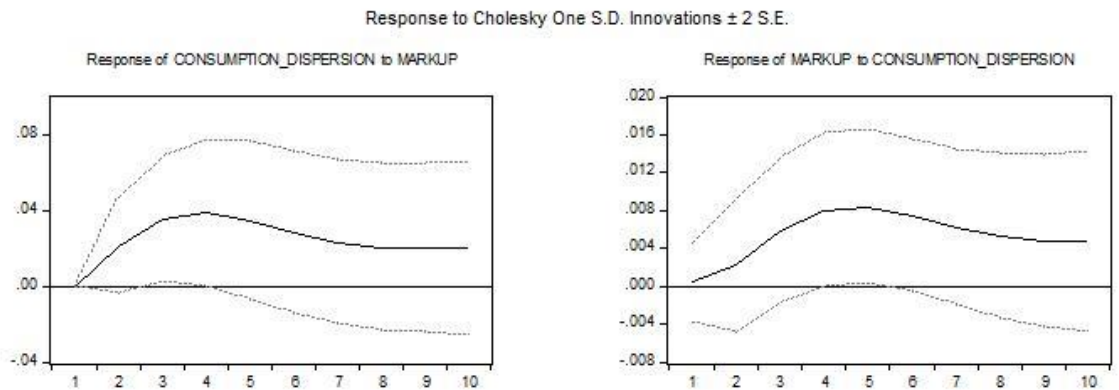 Response to Cholesky One S.D. Innovations ± 2 S.E.
Response of CONSUMPTION_DISPERSION to MARKUP
.08
.04
.00
-.04
1 2 3 4 5 6 7 8 9 10
Response of MARKUP to CONSUMPTION_DISPERSION
.020
.016
.012
.008
.004
.000
-.004
-.008
1 2 3 4 5 6 7 8 9 10